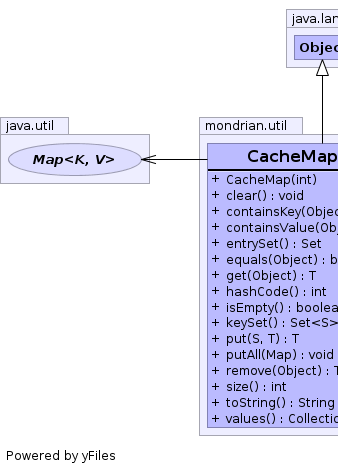 java.lan
Objec
java.util
Map<K, V>
mondrian.util
CacheMap
+ CacheMap(int)
+ clear() : void
+ containsKey(Objec
+ containsValue(Obj
+ entrySet() : Set
+ equals(Object) : b
+ get(Object) : T
+ hashCode() : int
+ isEmpty() : boolea
+ keySet() : Set<S>
+ put(S, T) : T
+ putAll(Map) : void
+ remove(Object) : T
+ size() : int
+ toString() : String
+ values() : Collectio
Powered by yFiles